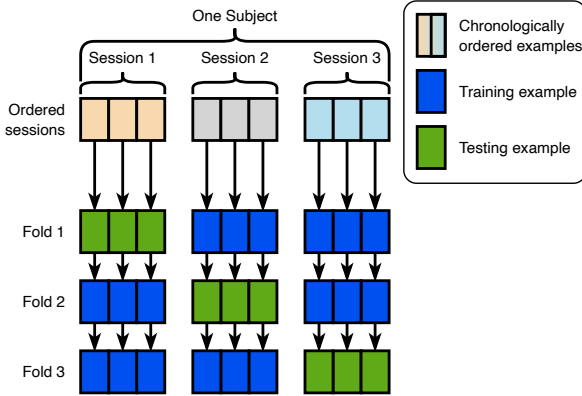 One Subject
Session 1
Session 2
Session 3
Ordered
sessions
Fold 1
Fold 2
Fold 3
Chronologically
ordered examples
Training example
Testing example